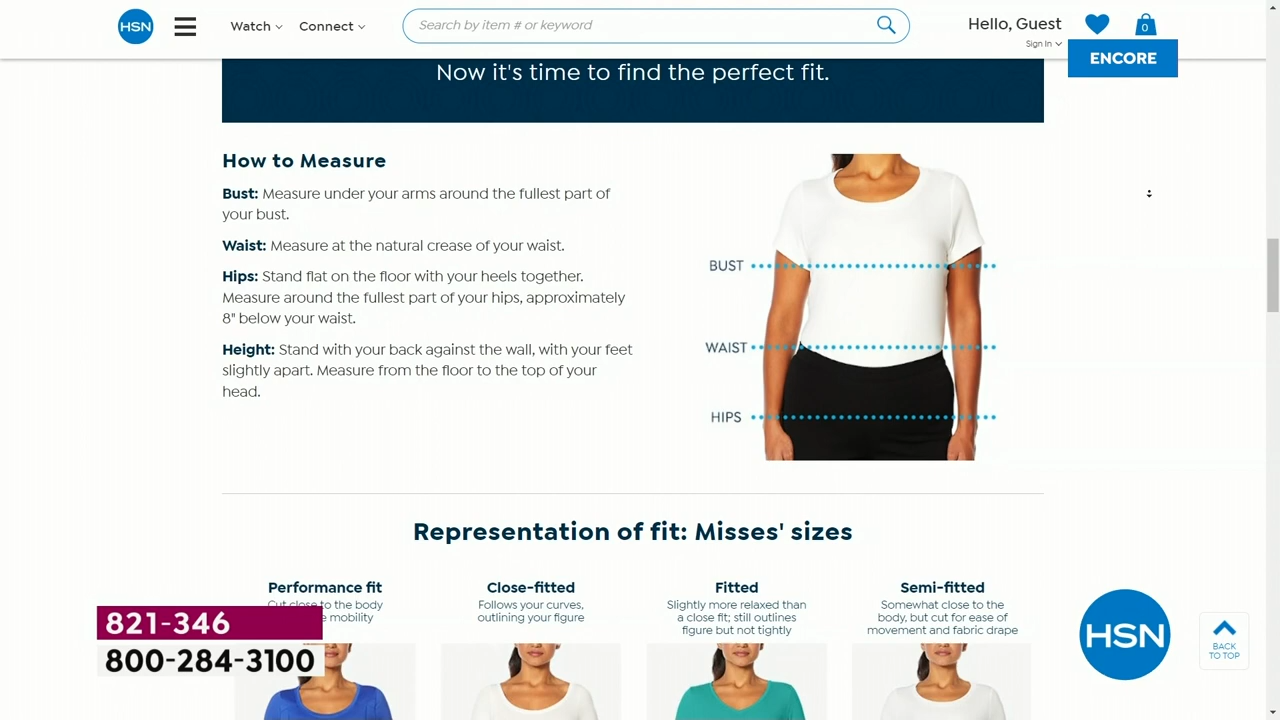 HSN
Watch
Connect
Search by item # or keyword
Hello, Guest
Sign In
0
ENCORE
Now it's time to find the perfect fit.
How to Measure
Bust: Measure under your arms around the fullest part of
your bust.
Waist: Measure at the natural crease of your waist.
Hips: Stand flat on the floor with your heels together.
Measure around the fullest part of your hips, approximately
8" below your waist.
Height: Stand with your back against the wall, with your feet
slightly apart. Measure from the floor to the top of your
head.
BUST
WAIST
HIPS
Representation of fit: Misses' sizes
Performance fit
Cut close to the body
mobility
Close-fitted
Follows your curves,
outlining your figure
Fitted
Slightly more relaxed than
a close fit; still outlines
figure but not tightly
Semi-fitted
Somewhat close to the
body, but cut for ease of
movement and fabric drape
821-346
800-284-3100
HSN
BACK
TO TOP